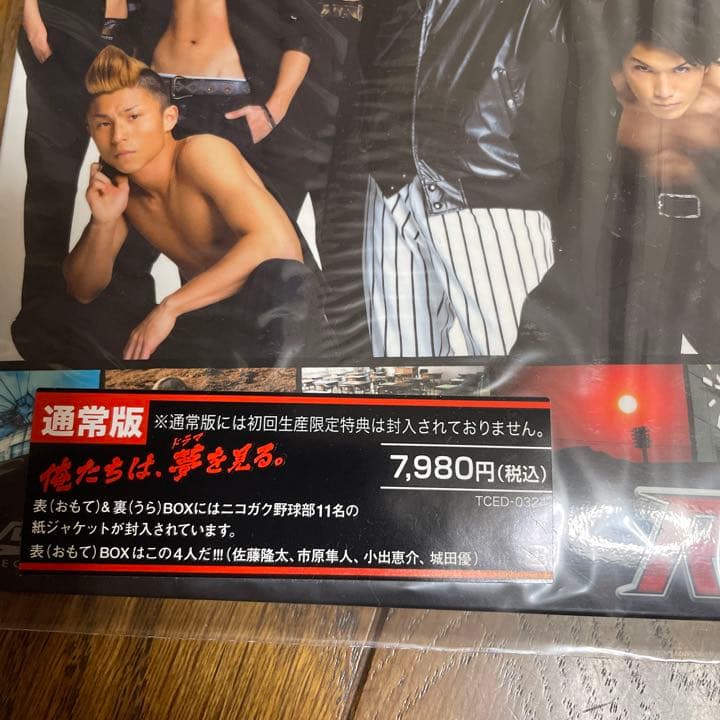 通常版
※通常版には初回生産限定特典は封入されておりません。
俺たちは、夢を見る。
ドラマ
7,980円(税込)
TCED-032
表(おもて)&裏(うら)BOXにはニコガク野球部11名の
紙ジャケットが封入されています。
表(おもて)BOXはこの4人だ!!!(佐藤隆太、市原隼人、小出恵介、城田優)
R